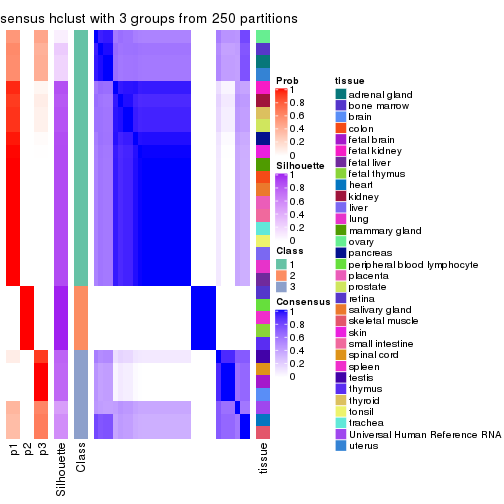 sensus hclust with 3 groups from 250 partitions
Prob
1
0.8
0.6
0.4
0.2
0
Silhouette
1
0.8
0.6
0.4
0.2
0
Class
1
2
3
Consensus
1
0.8
0.6
0.4
0.2
0
tissue
adrenal gland
bone marrow
brain
colon
fetal brain
fetal kidney
fetal liver
fetal thymus
heart
kidney
liver
lung
mammary gland
ovary
pancreas
peripheral blood lymphocyte
placenta
prostate
retina
salivary gland
skeletal muscle
skin
small intestine
spinal cord
spleen
testis
thymus
thyroid
tonsil
trachea
Universal Human Reference RNA
uterus
p1
p2
p3
Silhouette
Class
tissue